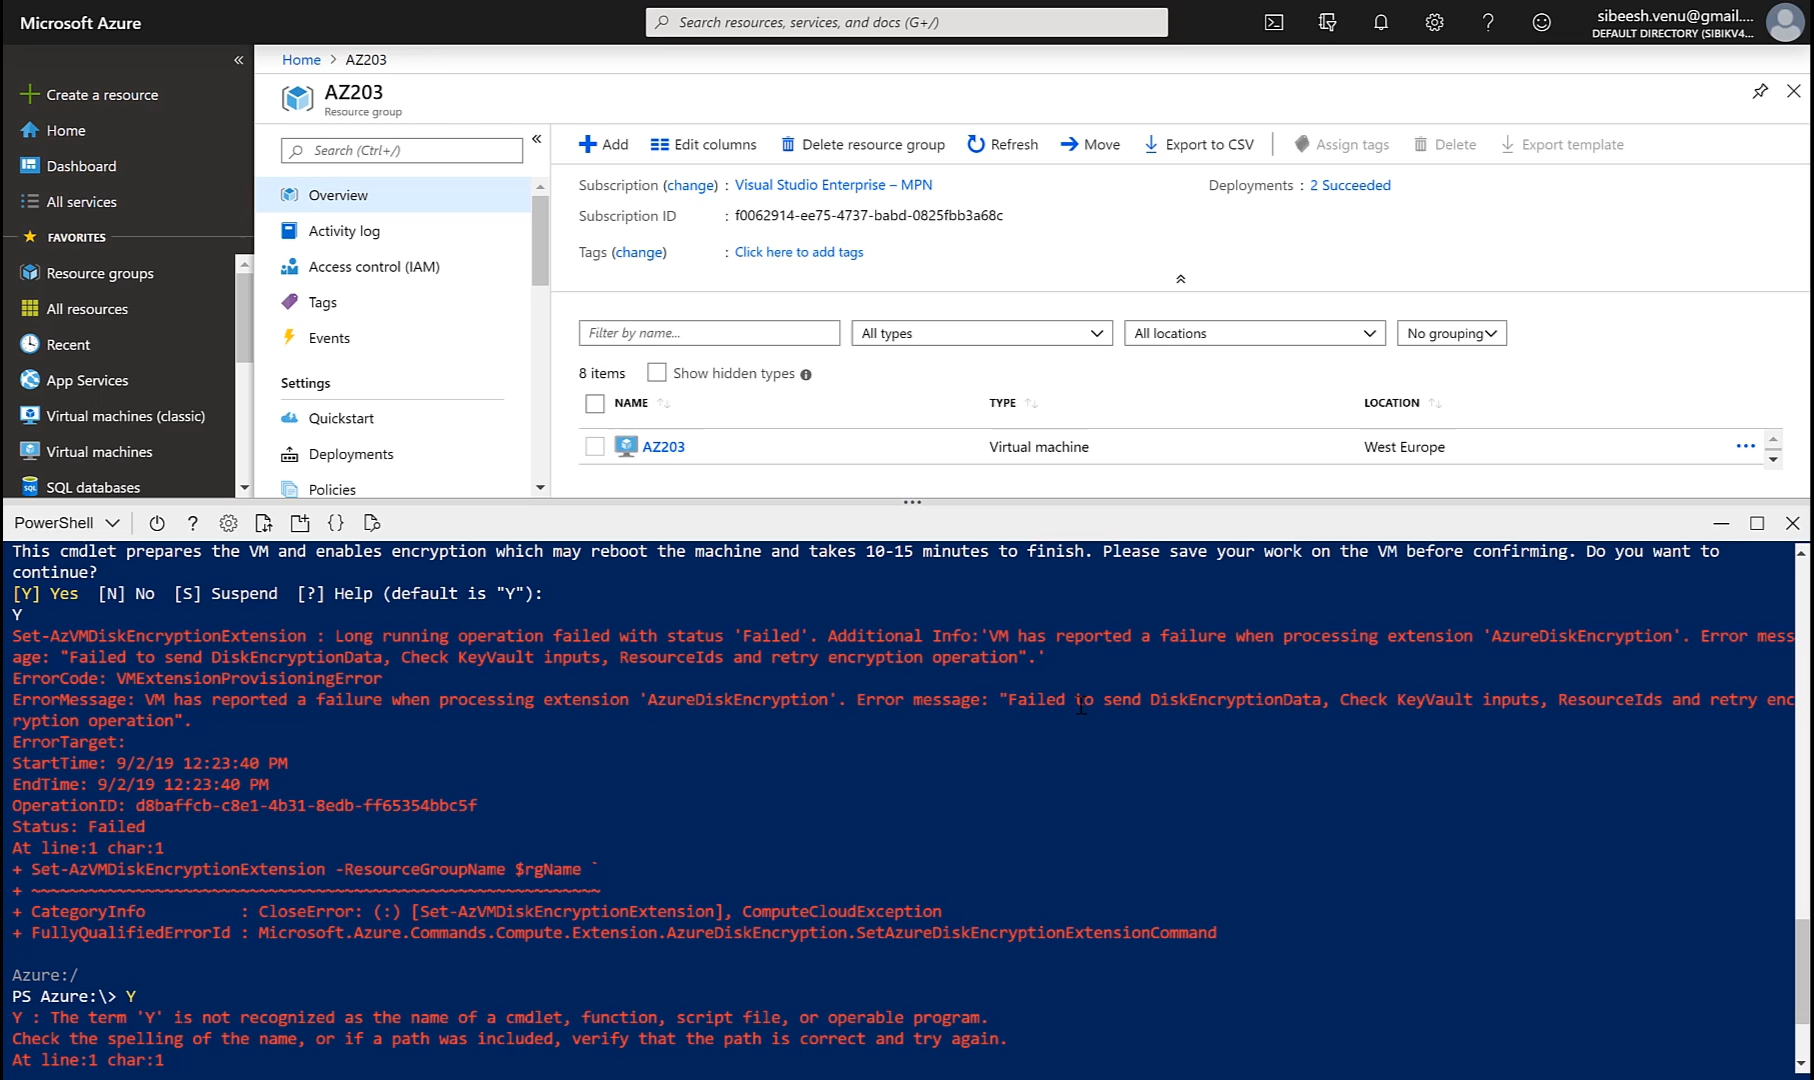 Microsoft Azure
Search resources, services, and docs (G+/)
sibeesh.venu@gmail....
DEFAULT DIRECTORY (SIBIKV4...
«
Create a resource
Home
Dashboard
All services
FAVORITES
Resource groups
All resources
Recent
App Services
Virtual machines (classic)
Virtual machines
SQL databases
Home > AZ203
AZ203
Resource group
Search (Ctrl+/)
«
Overview
Activity log
Access control (IAM)
Tags
Events
Settings
Quickstart
Deployments
Policies
Add
Edit columns
Delete resource group
Refresh
Move
Export to CSV
Assign tags
Delete
Export template
Subscription (change) : Visual Studio Enterprise – MPN
Deployments : 2 Succeeded
Subscription ID : f0062914-ee75-4737-babd-0825fbb3a68c
Tags (change) : Click here to add tags
Filter by name...
All types
All locations
No grouping
8 items
Show hidden types
NAME TYPE LOCATION
AZ203 Virtual machine West Europe
PowerShell
This cmdlet prepares the VM and enables encryption which may reboot the machine and takes 10-15 minutes to finish. Please save your work on the VM before confirming. Do you want to
continue?
[Y] Yes [N] No [S] Suspend [?] Help (default is "Y"):
Y
Set-AzVMDiskEncryptionExtension : Long running operation failed with status 'Failed'. Additional Info:'VM has reported a failure when processing extension 'AzureDiskEncryption'. Error mess
age: "Failed to send DiskEncryptionData, Check KeyVault inputs, ResourceIds and retry encryption operation".'
ErrorCode: VMExtensionProvisioningError
ErrorMessage: VM has reported a failure when processing extension 'AzureDiskEncryption'. Error message: "Failed to send DiskEncryptionData, Check KeyVault inputs, ResourceIds and retry enc
ryption operation".
ErrorTarget:
StartTime: 9/2/19 12:23:40 PM
EndTime: 9/2/19 12:23:40 PM
OperationID: d8baffcb-c8e1-4b31-8edb-ff65354bbc5f
Status: Failed
At line:1 char:1
+ Set-AzVMDiskEncryptionExtension -ResourceGroupName $rgName `
+ ~~~~~~~~~~~~~~~~~~~~~~~~~~~~~~~~~~~~~~~~~~~~~~~~~~~~~~~~~~~~
+ CategoryInfo : CloseError: (:) [Set-AzVMDiskEncryptionExtension], ComputeCloudException
+ FullyQualifiedErrorId : Microsoft.Azure.Commands.Compute.Extension.AzureDiskEncryption.SetAzureDiskEncryptionExtensionCommand
Azure:/
PS Azure:\> Y
Y : The term 'Y' is not recognized as the name of a cmdlet, function, script file, or operable program.
Check the spelling of the name, or if a path was included, verify that the path is correct and try again.
At line:1 char:1